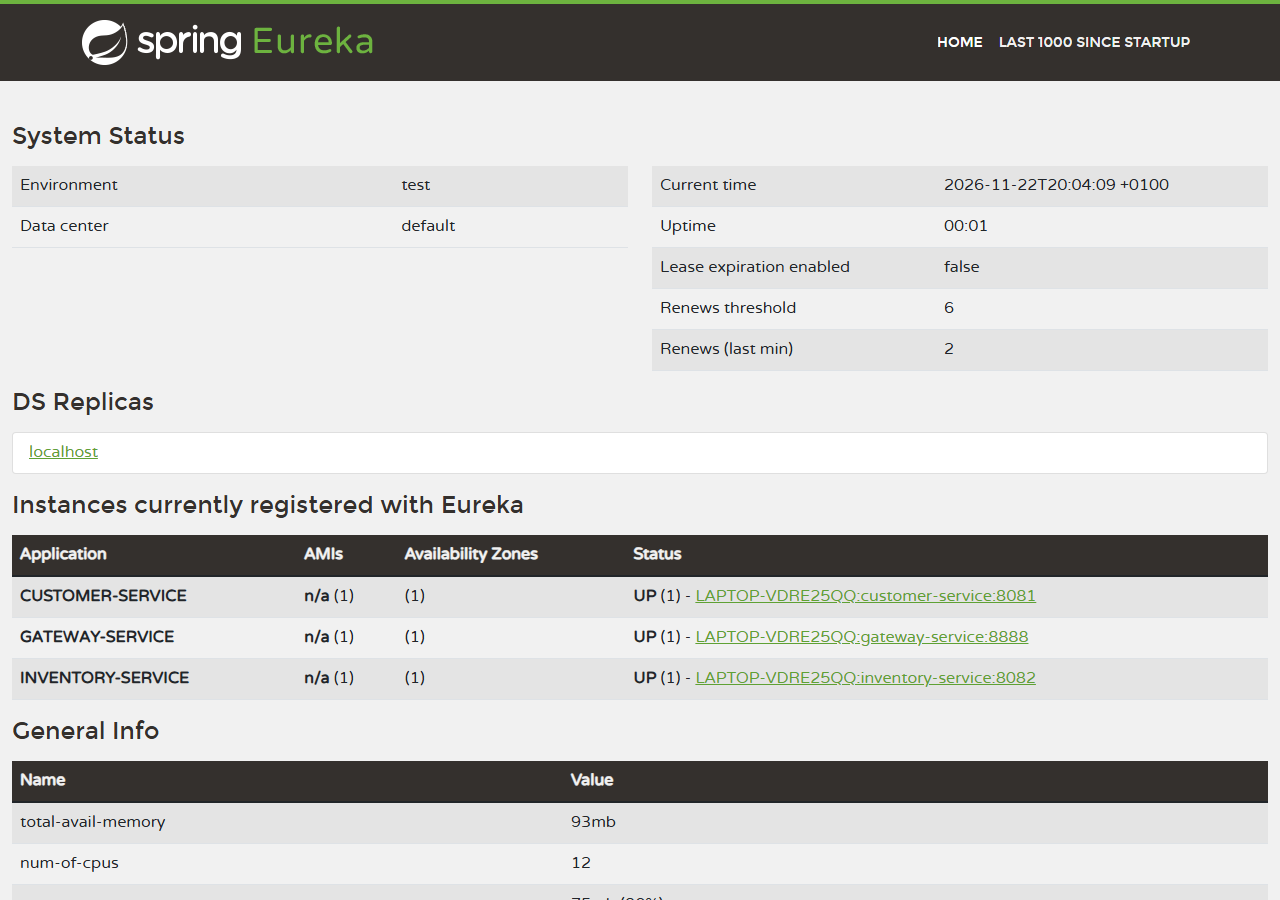 spring Eureka
HOME LAST 1000 SINCE STARTUP
System Status
Environment test
Data center default
Current time 2026-11-22T20:04:09 +0100
Uptime 00:01
Lease expiration enabled false
Renews threshold 6
Renews (last min) 2
DS Replicas
localhost
Instances currently registered with Eureka
Application AMIs Availability Zones Status
CUSTOMER-SERVICE n/a (1) (1) UP (1) - LAPTOP-VDRE25QQ:customer-service:8081
GATEWAY-SERVICE n/a (1) (1) UP (1) - LAPTOP-VDRE25QQ:gateway-service:8888
INVENTORY-SERVICE n/a (1) (1) UP (1) - LAPTOP-VDRE25QQ:inventory-service:8082
General Info
Name Value
total-avail-memory 93mb
num-of-cpus 12